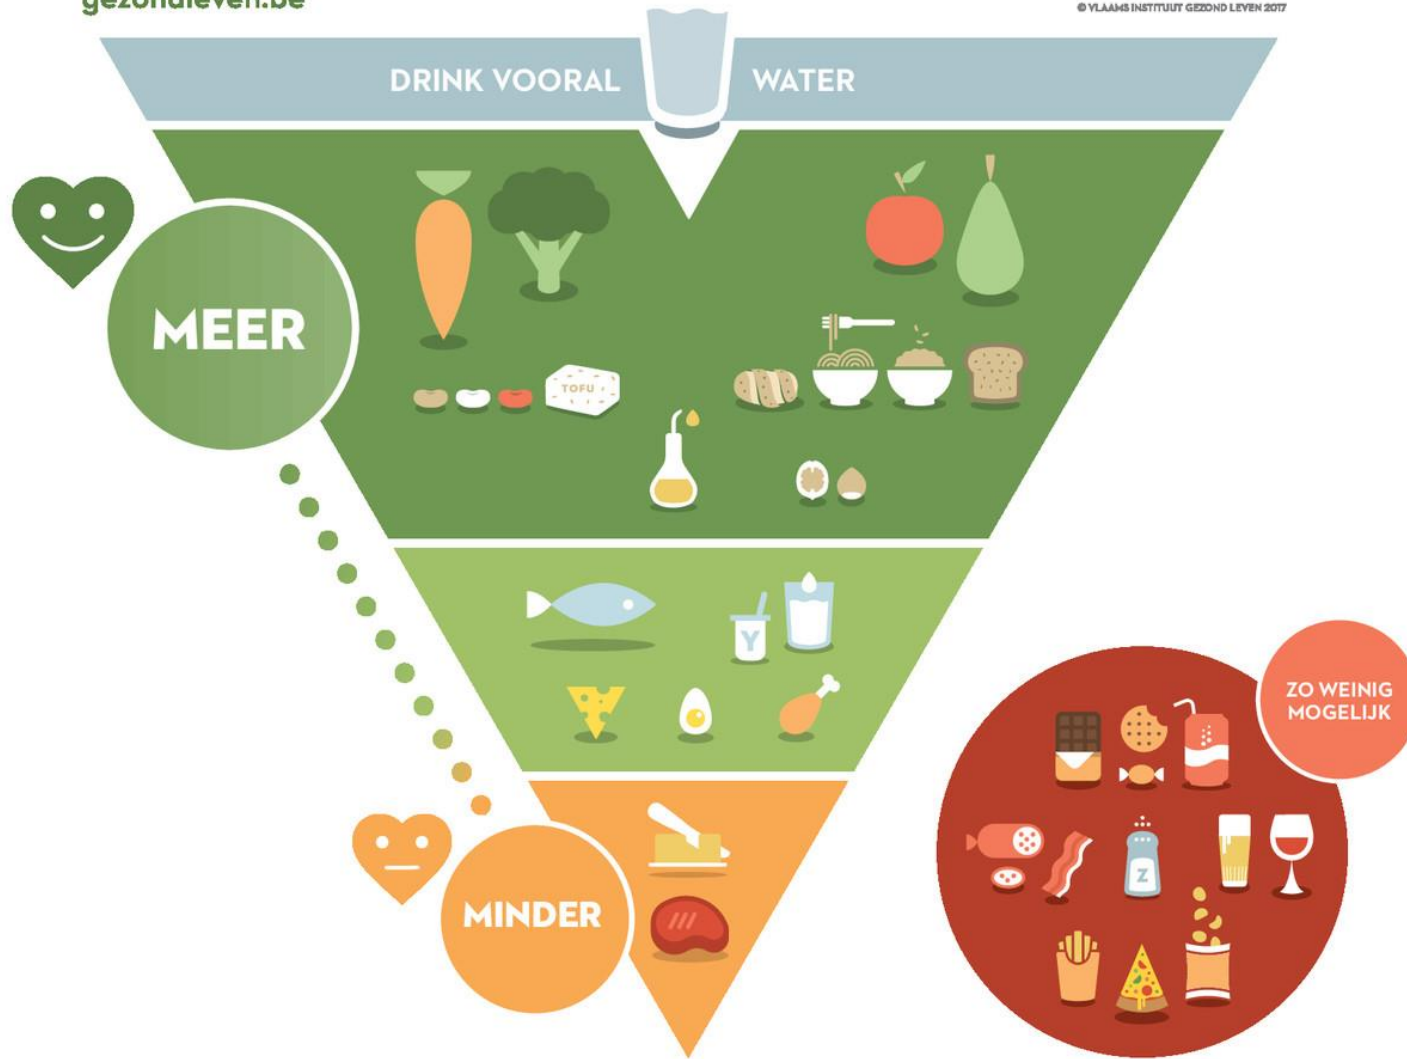 gezondleven.be
© VLAAMS INSTITUUT GEZOND LEVEN 2017
DRINK VOORAL WATER
MEER
TOFU
Y
ZO WEINIG
MOGELIJK
Z
MINDER